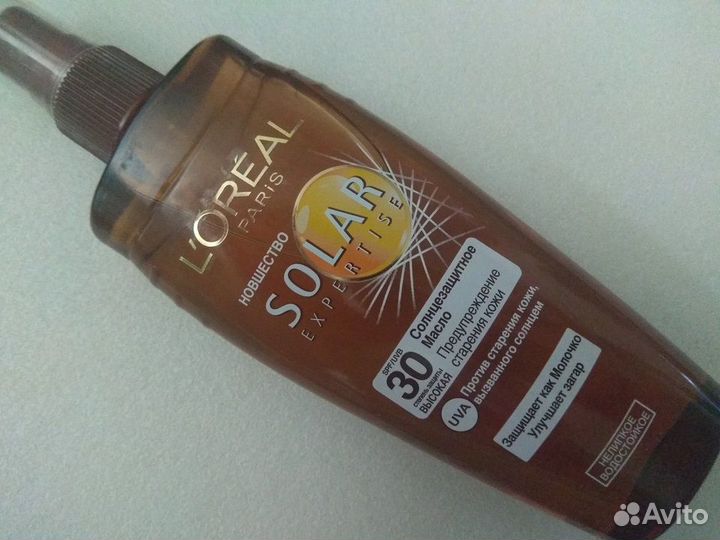 L'ORÉAL
PARIS
НОВШЕСТВО
SOLAR
EXPERTISE
SPF/UVB
30
степень защиты
ВЫСОКАЯ
Солнцезащитное
Масло
Предупреждение
старения кожи
UVA
Против старения кожи,
вызванного солнцем
Защищает как Молочко
Улучшает загар
НЕЛИПКОЕ
ВОДОСТОЙКОЕ
Avito